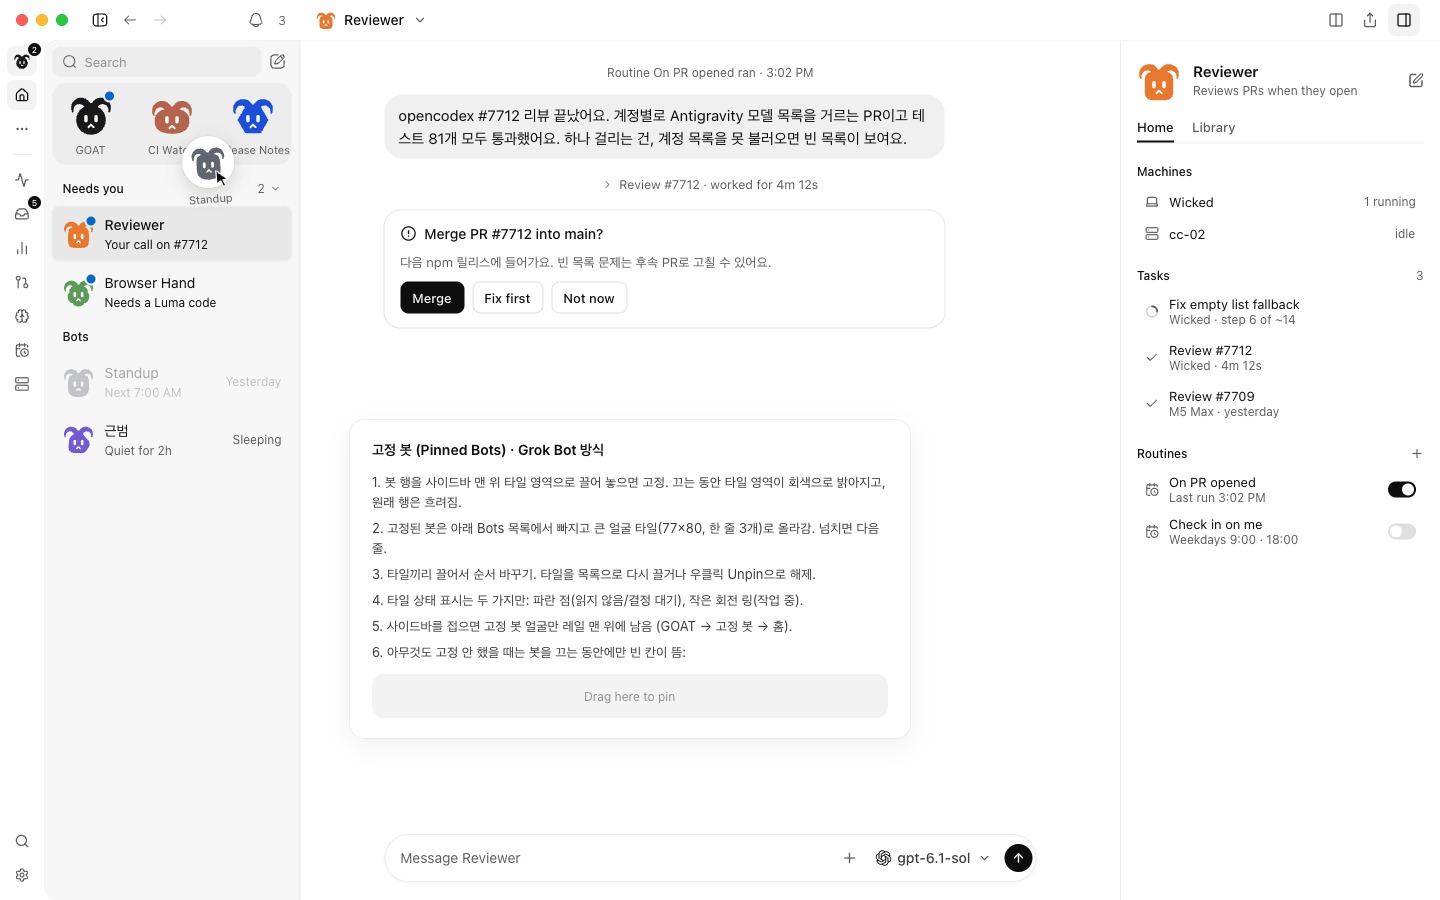 3
Reviewer
2
Search
GOAT
CI Watc
ease Notes
Standup
Needs you
2
Reviewer
Your call on #7712
Browser Hand
Needs a Luma code
Bots
Standup
Next 7:00 AM
Yesterday
근범
Quiet for 2h
Sleeping
5
Routine On PR opened ran · 3:02 PM
opencodex #7712 리뷰 끝났어요. 계정별로 Antigravity 모델 목록을 거르는 PR이고 테
스트 81개 모두 통과했어요. 하나 걸리는 건, 계정 목록을 못 불러오면 빈 목록이 보여요.
Review #7712 · worked for 4m 12s
Merge PR #7712 into main?
다음 npm 릴리스에 들어가요. 빈 목록 문제는 후속 PR로 고칠 수 있어요.
Merge
Fix first
Not now
고정 봇 (Pinned Bots) · Grok Bot 방식
1. 봇 행을 사이드바 맨 위 타일 영역으로 끌어 놓으면 고정. 끄는 동안 타일 영역이 회색으로 밝아지고,
원래 행은 흐려짐.
2. 고정된 봇은 아래 Bots 목록에서 빠지고 큰 얼굴 타일(77×80, 한 줄 3개)로 올라감. 넘치면 다음
줄.
3. 타일끼리 끌어서 순서 바꾸기. 타일을 목록으로 다시 끌거나 우클릭 Unpin으로 해제.
4. 타일 상태 표시는 두 가지만: 파란 점(읽지 않음/결정 대기), 작은 회전 링(작업 중).
5. 사이드바를 접으면 고정 봇 얼굴만 레일 맨 위에 남음 (GOAT → 고정 봇 → 홈).
6. 아무것도 고정 안 했을 때는 봇을 끄는 동안에만 빈 칸이 뜸:
Drag here to pin
Message Reviewer
gpt-6.1-sol
Reviewer
Reviews PRs when they open
Home
Library
Machines
Wicked
1 running
cc-02
idle
Tasks
3
Fix empty list fallback
Wicked · step 6 of ~14
Review #7712
Wicked · 4m 12s
Review #7709
M5 Max · yesterday
Routines
On PR opened
Last run 3:02 PM
Check in on me
Weekdays 9:00 · 18:00